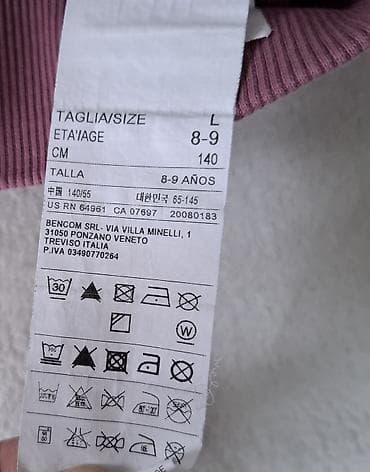 TAGLIA/SIZE L
ETA'/AGE 8-9
CM 140
TALLA 8-9 AÑOS
中国 140/55 대한민국 65-145
US RN 64961 CA 07697 20080183
BENCOM SRL- VIA VILLA MINELLI, 1
31050 PONZANO VENETO
TREVISO ITALIA
P.IVA 03490770264
30
W